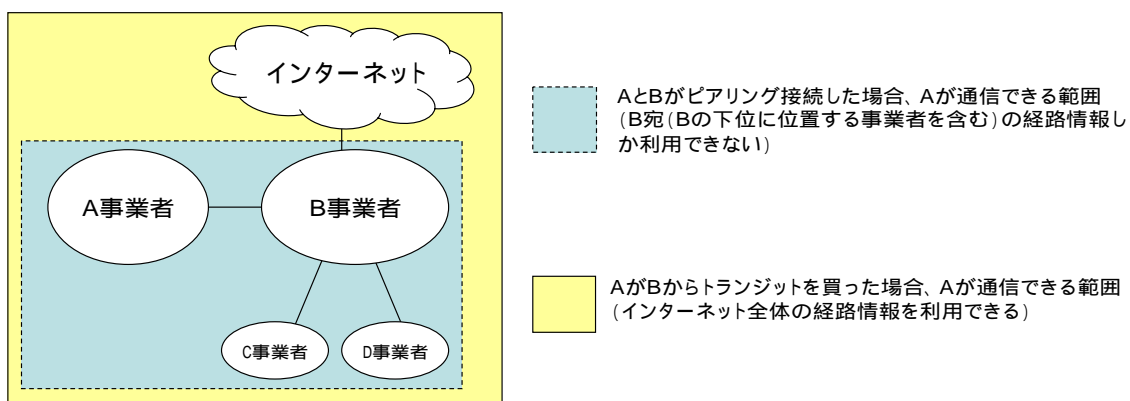 インターネット
A事業者
B事業者
C事業者
D事業者
AとBがピアリング接続した場合、Aが通信できる範囲
(B宛(Bの下位に位置する事業者を含む)の経路情報し
か利用できない)
AがBからトランジットを買った場合、Aが通信できる範囲
(インターネット全体の経路情報を利用できる)